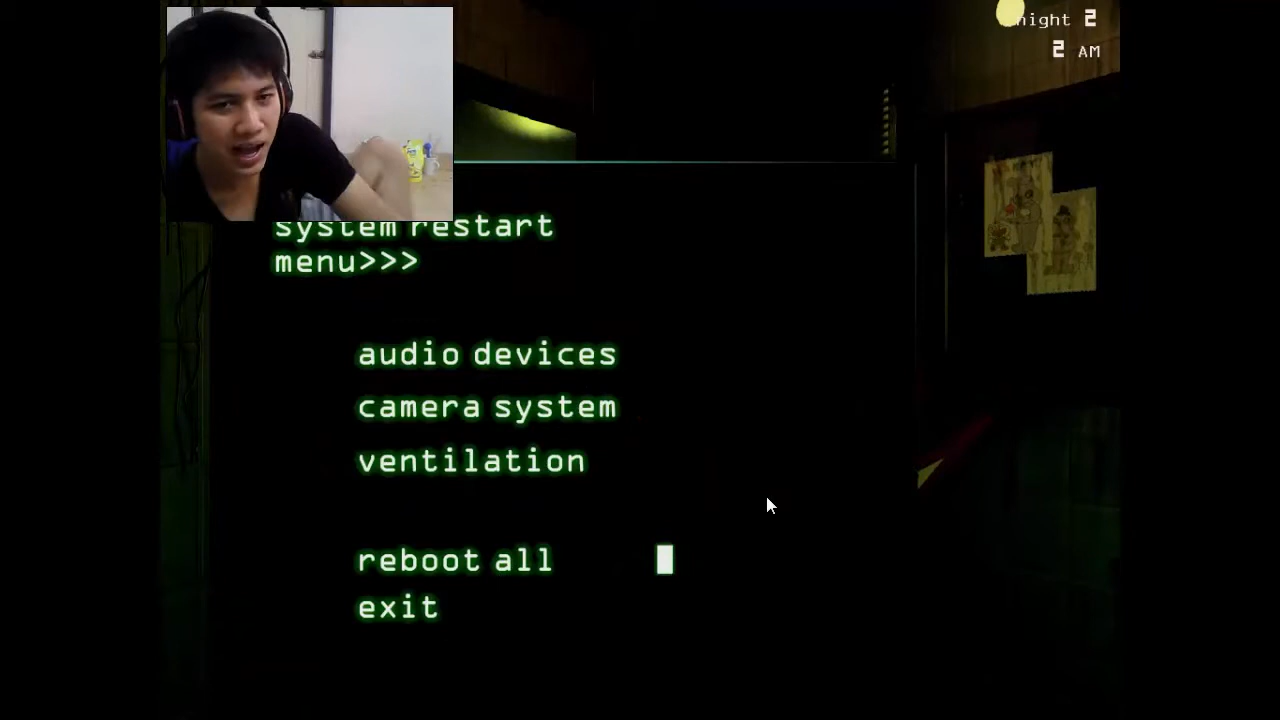 night 2
2 AM
system restart
menu>>>
audio devices
camera system
ventilation
reboot all
exit